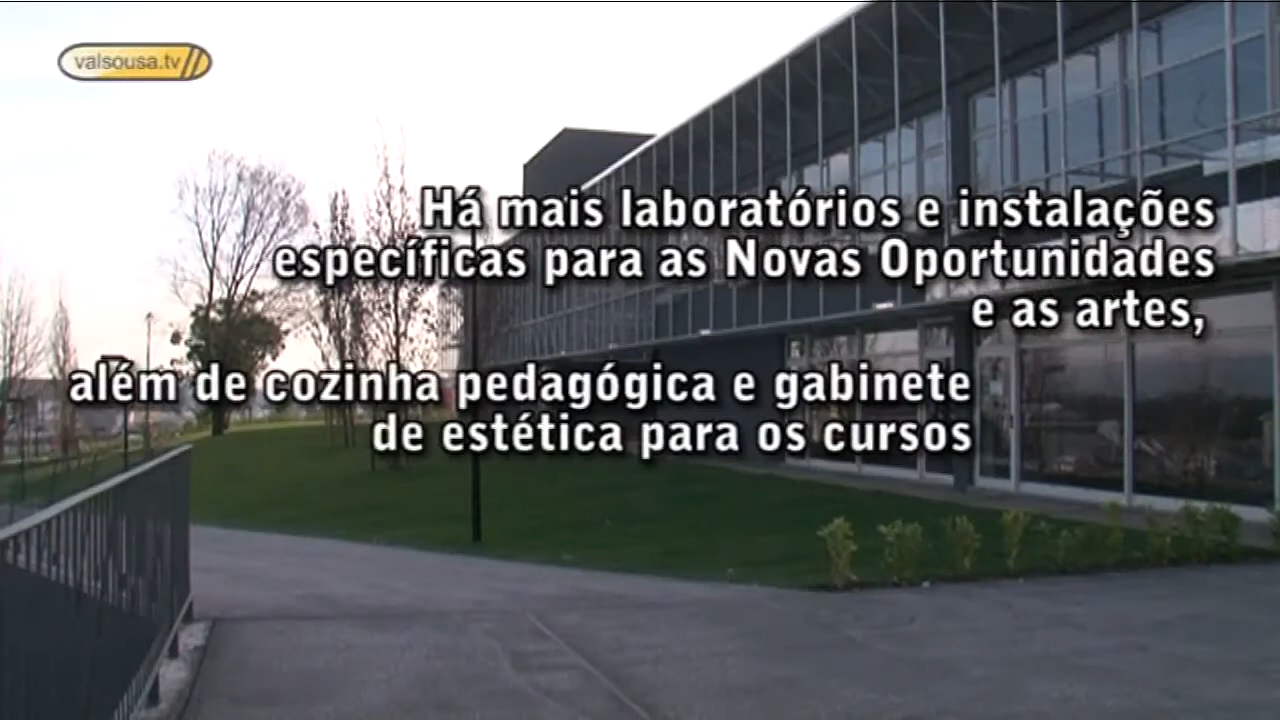 valsousa.tv
Há mais laboratórios e instalações
específicas para as Novas Oportunidades
e as artes,
além de cozinha pedagógica e gabinete
de estética para os cursos